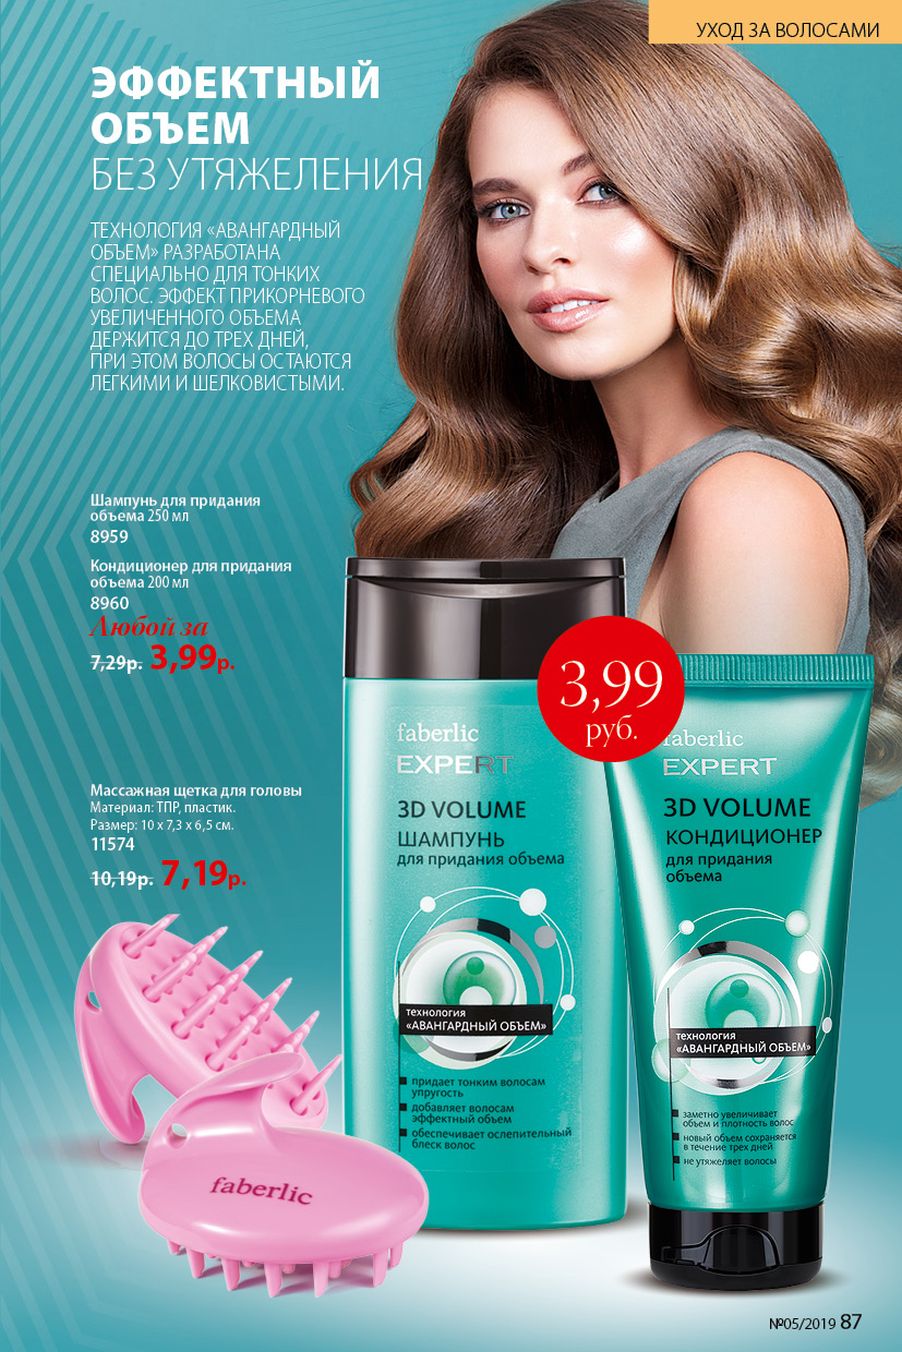 УХОД ЗА ВОЛОСАМИ
ЭФФЕКТНЫЙ
ОБЪЕМ
БЕЗ УТЯЖЕЛЕНИЯ
ТЕХНОЛОГИЯ «АВАНГАРДНЫЙ
ОБЪЕМ» РАЗРАБОТАНА
СПЕЦИАЛЬНО ДЛЯ ТОНКИХ
ВОЛОС. ЭФФЕКТ ПРИКОРНЕВОГО
УВЕЛИЧЕННОГО ОБЪЕМА
ДЕРЖИТСЯ ДО ТРЕХ ДНЕЙ,
ПРИ ЭТОМ ВОЛОСЫ ОСТАЮТСЯ
ЛЕГКИМИ И ШЕЛКОВИСТЫМИ.
Шампунь для придания
объема 250 мл
8959
Кондиционер для придания
объема 200 мл
8960
Любой за
7,29р. 3,99р.
Массажная щетка для головы
Материал: ТПР, пластик.
Размер: 10 х 7,3 х 6,5 см.
11574
10,19р. 7,19р.
faberlic
3,99
руб.
faberlic
EXPERT
3D VOLUME
ШАМПУНЬ
для придания объема
технология
«АВАНГАРДНЫЙ ОБЪЕМ»
придает тонким волосам
упругость
добавляет волосам
эффектный объем
обеспечивает ослепительный
блеск волос
faberlic
EXPERT
3D VOLUME
КОНДИЦИОНЕР
для придания
объема
технология
«АВАНГАРДНЫЙ ОБЪЕМ»
заметно увеличивает
объем и плотность волос
новый объем сохраняется
в течение трех дней
не утяжеляет волосы
№05/2019 87